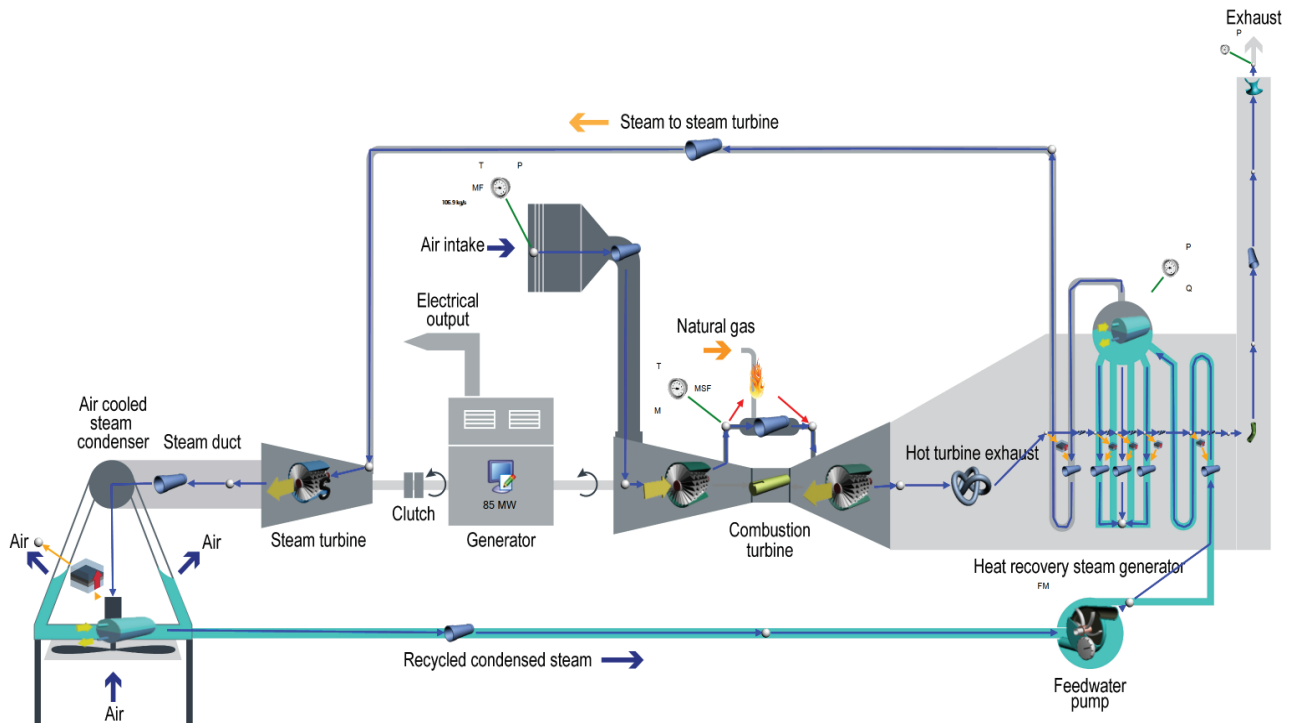 Exhaust
P
Steam to steam turbine
T P
MF
106.9 kg/s
Air intake
P
Q
Electrical
output
Natural gas
T
MSF
M
Air cooled
steam
condenser
Steam duct
Hot turbine exhaust
85 MW
Clutch
Steam turbine
Generator
Combustion
turbine
Air
Air
Heat recovery steam generator
FM
Recycled condensed steam
Feedwater
pump
Air